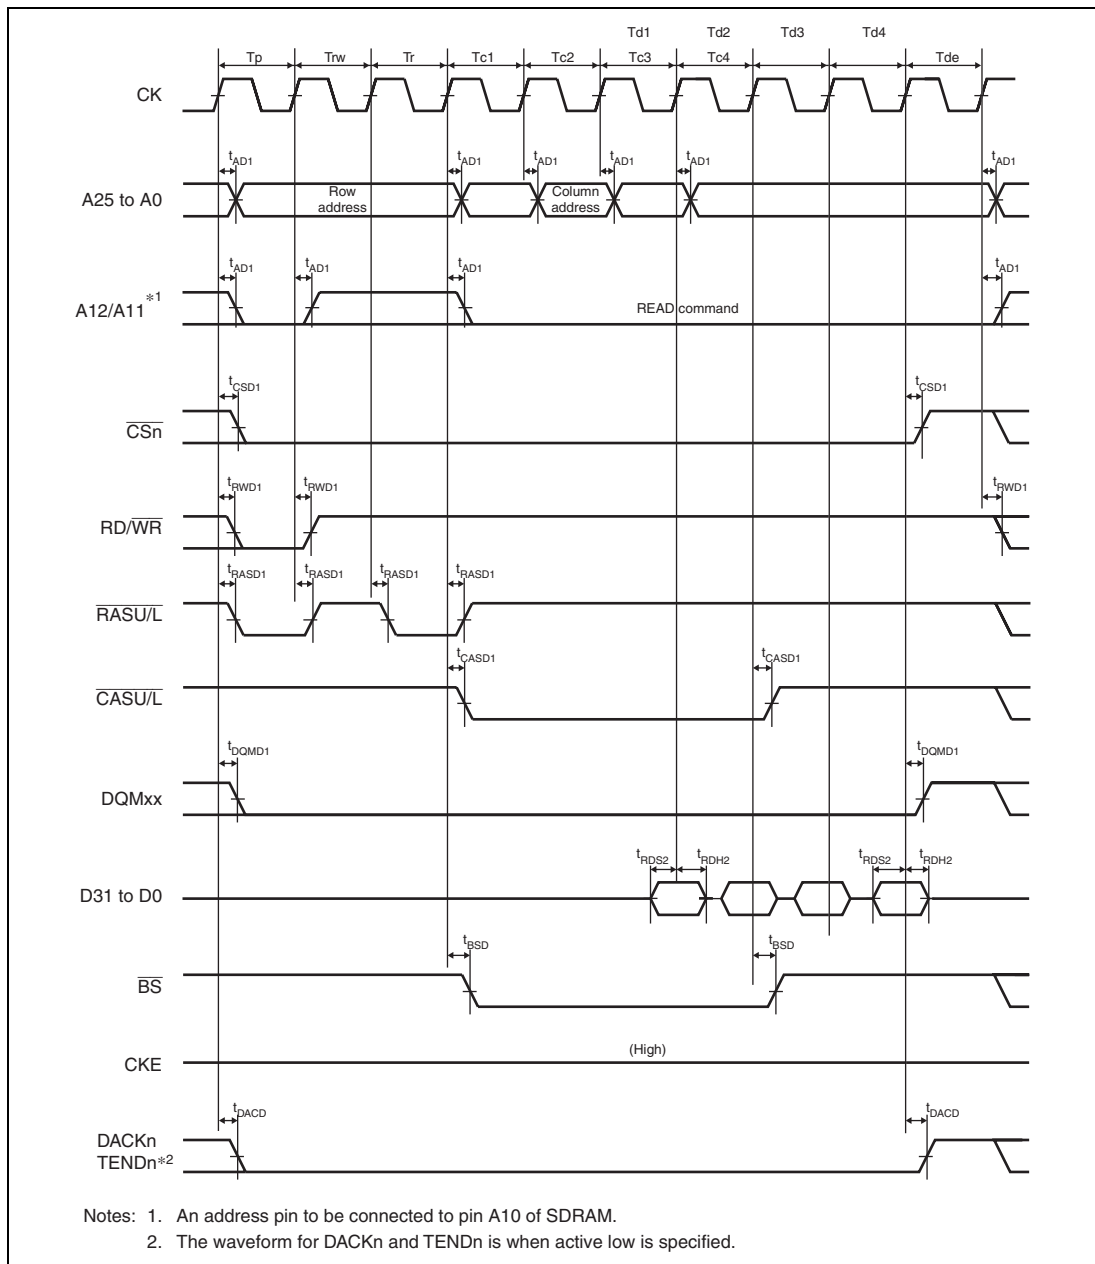 Td1 Td2 Td3 Td4
Tp Trw Tr Tc1 Tc2 Tc3 Tc4 Tde
CK
tAD1 tAD1 tAD1 tAD1 tAD1 tAD1
A25 to A0
Row address
Column address
tAD1 tAD1 tAD1 tAD1
A12/A11*1
READ command
tCSD1 tCSD1
CSn
tRWD1 tRWD1 tRWD1
RD/WR
tRASD1 tRASD1 tRASD1 tRASD1
RASU/L
tCASD1 tCASD1
CASU/L
tDQMD1 tDQMD1
DQMxx
tRDS2 tRDH2 tRDS2 tRDH2
D31 to D0
tBSD tBSD
BS
(High)
CKE
tDACD tDACD
DACKn
TENDn*2
Notes: 1. An address pin to be connected to pin A10 of SDRAM.
2. The waveform for DACKn and TENDn is when active low is specified.